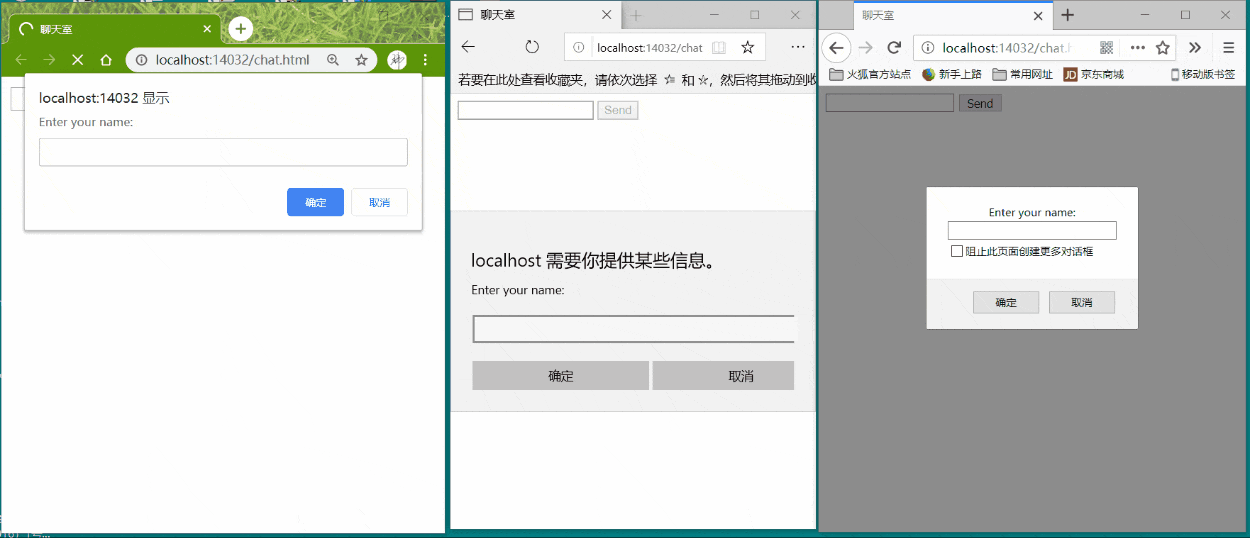 聊天室
localhost:14032/chat.html
localhost:14032 显示
Enter your name:
确定
取消
聊天室
localhost:14032/chat
若要在此处查看收藏夹，请依次选择 和 ，然后将其拖动到收
Send
localhost 需要你提供某些信息。
Enter your name:
确定
取消
聊天室
localhost:14032/chat.h
火狐官方站点
新手上路
常用网址
JD 京东商城
移动版书签
Send
Enter your name:
阻止此页面创建更多对话框
确定
取消